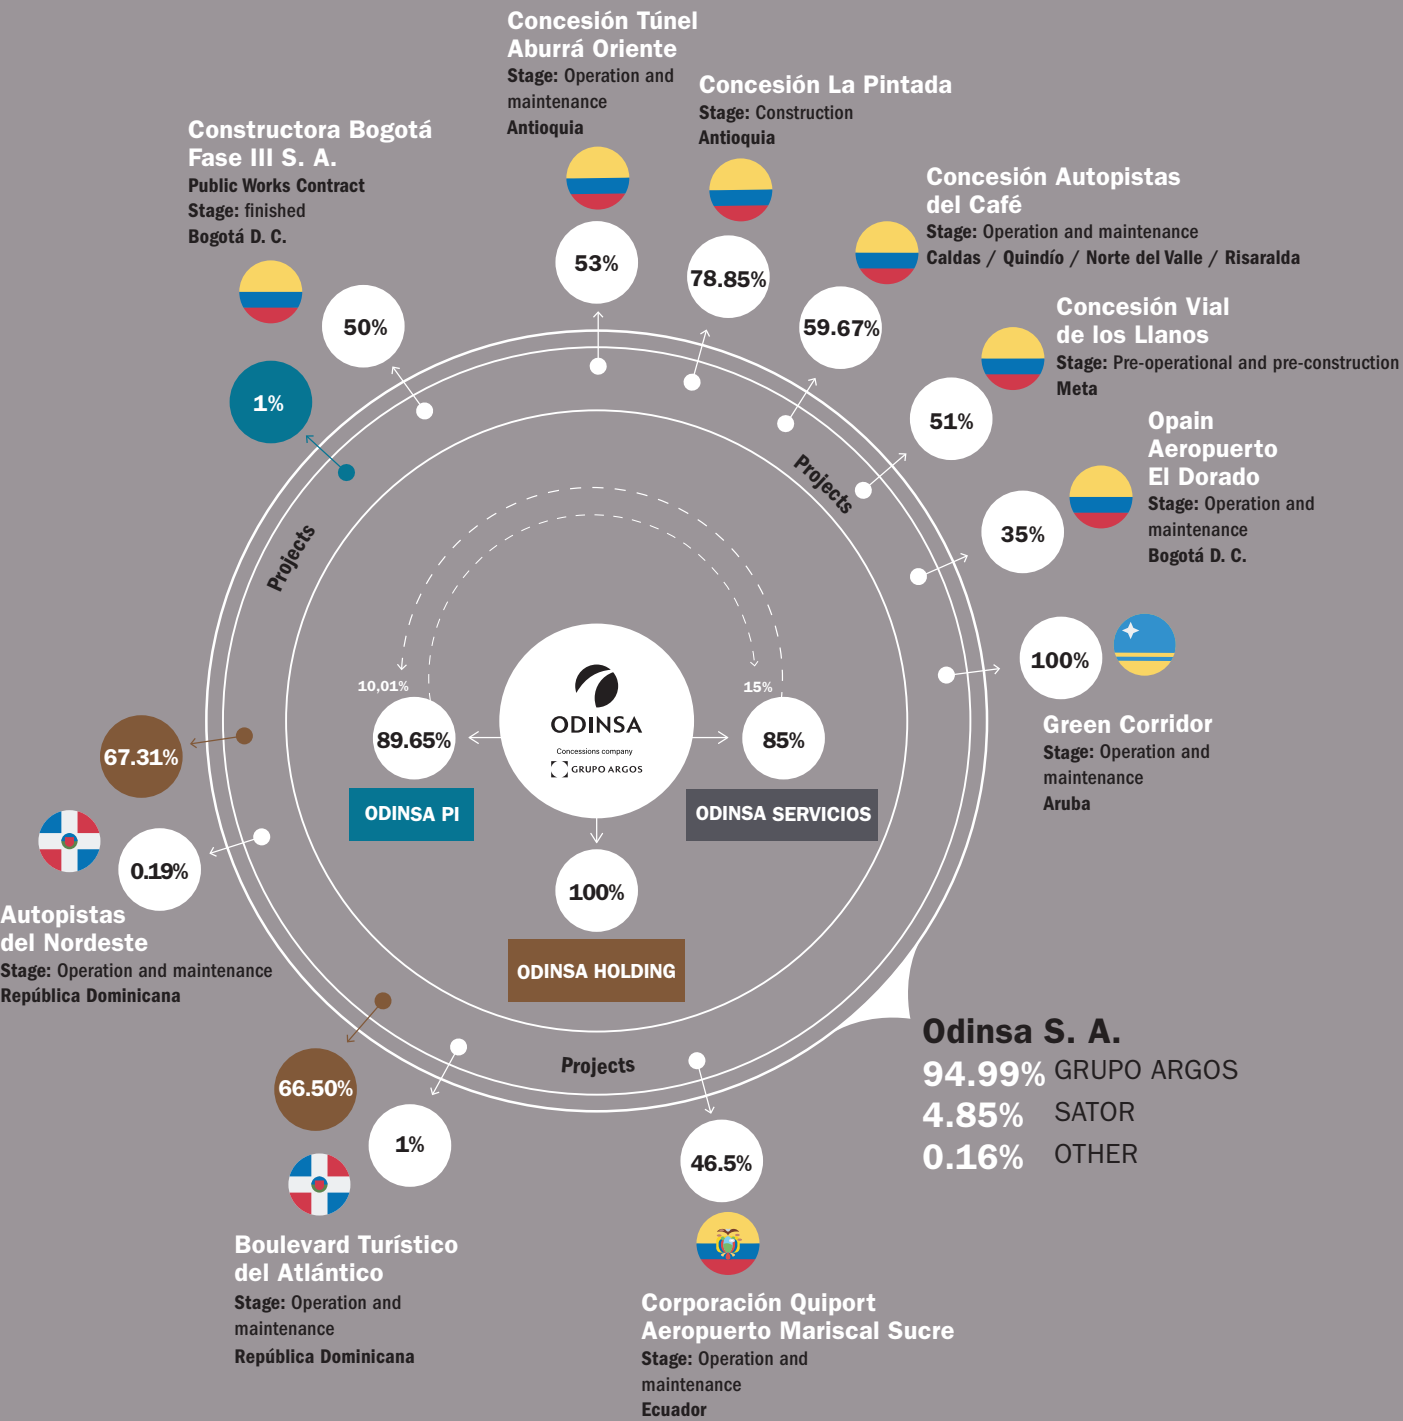 Concesión Túnel
Aburrá Oriente
Stage: Operation and
maintenance
Antioquia
53%
Concesión La Pintada
Stage: Construction
Antioquia
78.85%
Concesión Autopistas
del Café
Stage: Operation and maintenance
Caldas / Quindío / Norte del Valle / Risaralda
59.67%
Concesión Vial
de los Llanos
Stage: Pre-operational and pre-construction
Meta
51%
Opain
Aeropuerto
El Dorado
Stage: Operation and
maintenance
Bogotá D. C.
35%
100%
Green Corridor
Stage: Operation and
maintenance
Aruba
Constructora Bogotá
Fase III S. A.
Public Works Contract
Stage: finished
Bogotá D. C.
50%
1%
Projects
Projects
10,01%
15%
89.65%
ODINSA
Concessions company
GRUPO ARGOS
85%
ODINSA PI
ODINSA SERVICIOS
100%
ODINSA HOLDING
67.31%
0.19%
Autopistas
del Nordeste
Stage: Operation and maintenance
República Dominicana
Projects
66.50%
1%
Boulevard Turístico
del Atlántico
Stage: Operation and
maintenance
República Dominicana
46.5%
Corporación Quiport
Aeropuerto Mariscal Sucre
Stage: Operation and
maintenance
Ecuador
Odinsa S. A.
94.99% GRUPO ARGOS
4.85% SATOR
0.16% OTHER